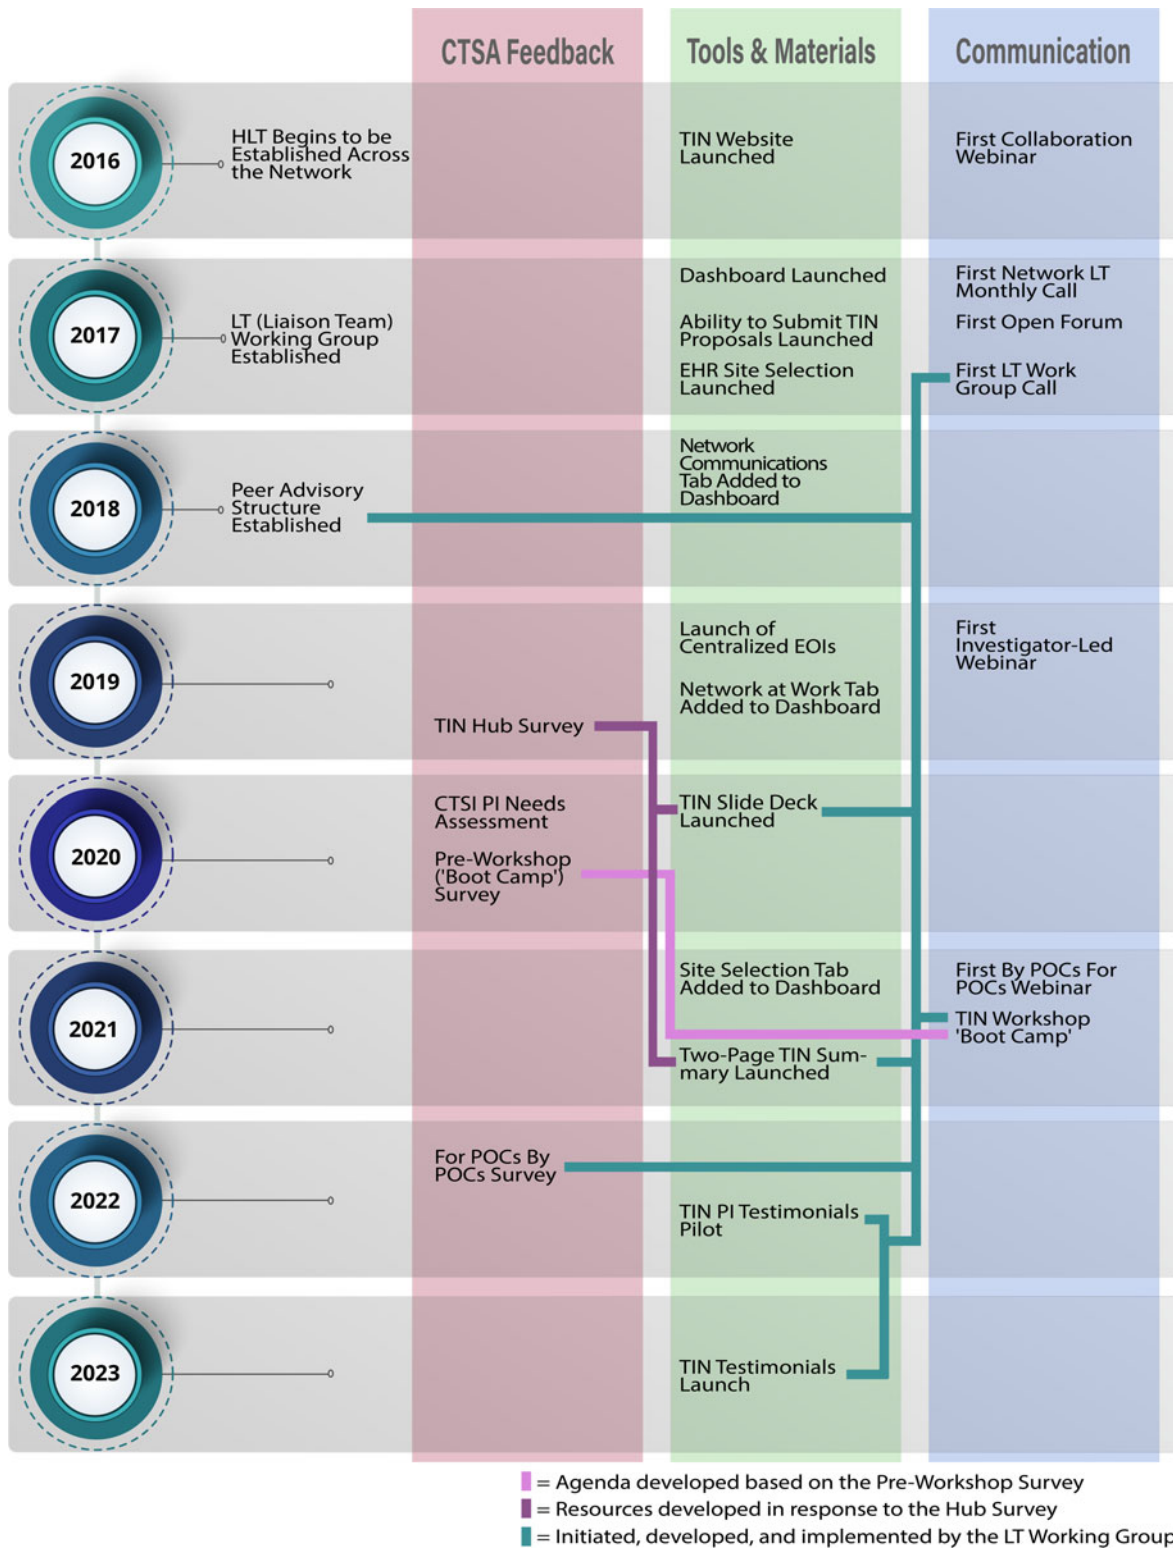 CTSA Feedback
Tools & Materials
Communication
2016
HLT Begins to be
Established Across
the Network
TIN Website
Launched
First Collaboration
Webinar
2017
LT (Liaison Team)
Working Group
Established
Dashboard Launched
Ability to Submit TIN
Proposals Launched
EHR Site Selection
Launched
First Network LT
Monthly Call
First Open Forum
First LT Work
Group Call
2018
Peer Advisory
Structure
Established
Network
Communications
Tab Added to
Dashboard
2019
TIN Hub Survey
Launch of
Centralized EOIs
Network at Work Tab
Added to Dashboard
First
Investigator-Led
Webinar
2020
CTSI PI Needs
Assessment
Pre-Workshop
('Boot Camp')
Survey
TIN Slide Deck
Launched
2021
Site Selection Tab
Added to Dashboard
Two-Page TIN Sum-
mary Launched
First By POCs For
POCs Webinar
TIN Workshop
'Boot Camp'
2022
For POCs By
POCs Survey
TIN PI Testimonials
Pilot
2023
TIN Testimonials
Launch
= Agenda developed based on the Pre-Workshop Survey
= Resources developed in response to the Hub Survey
= Initiated, developed, and implemented by the LT Working Group